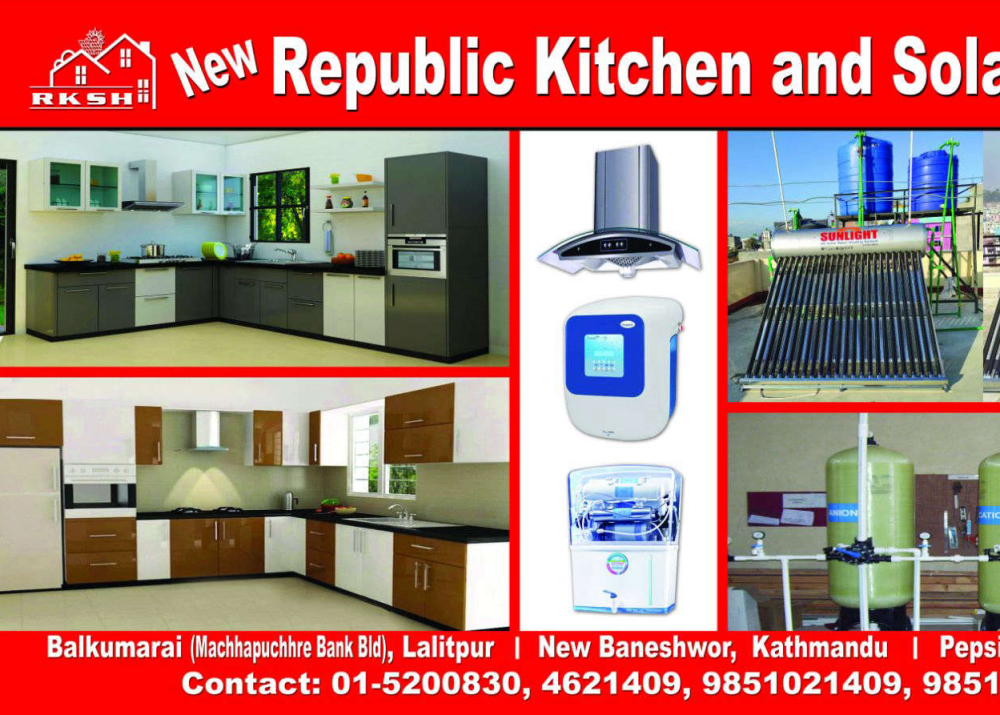 RKSH
New Republic Kitchen and Sola
SUNLIGHT
ANION
CATIO
Balkumarai (Machhapuchhre Bank Bld), Lalitpur | New Baneshwor, Kathmandu | Pepsi
Contact: 01-5200830, 4621409, 9851021409, 9851